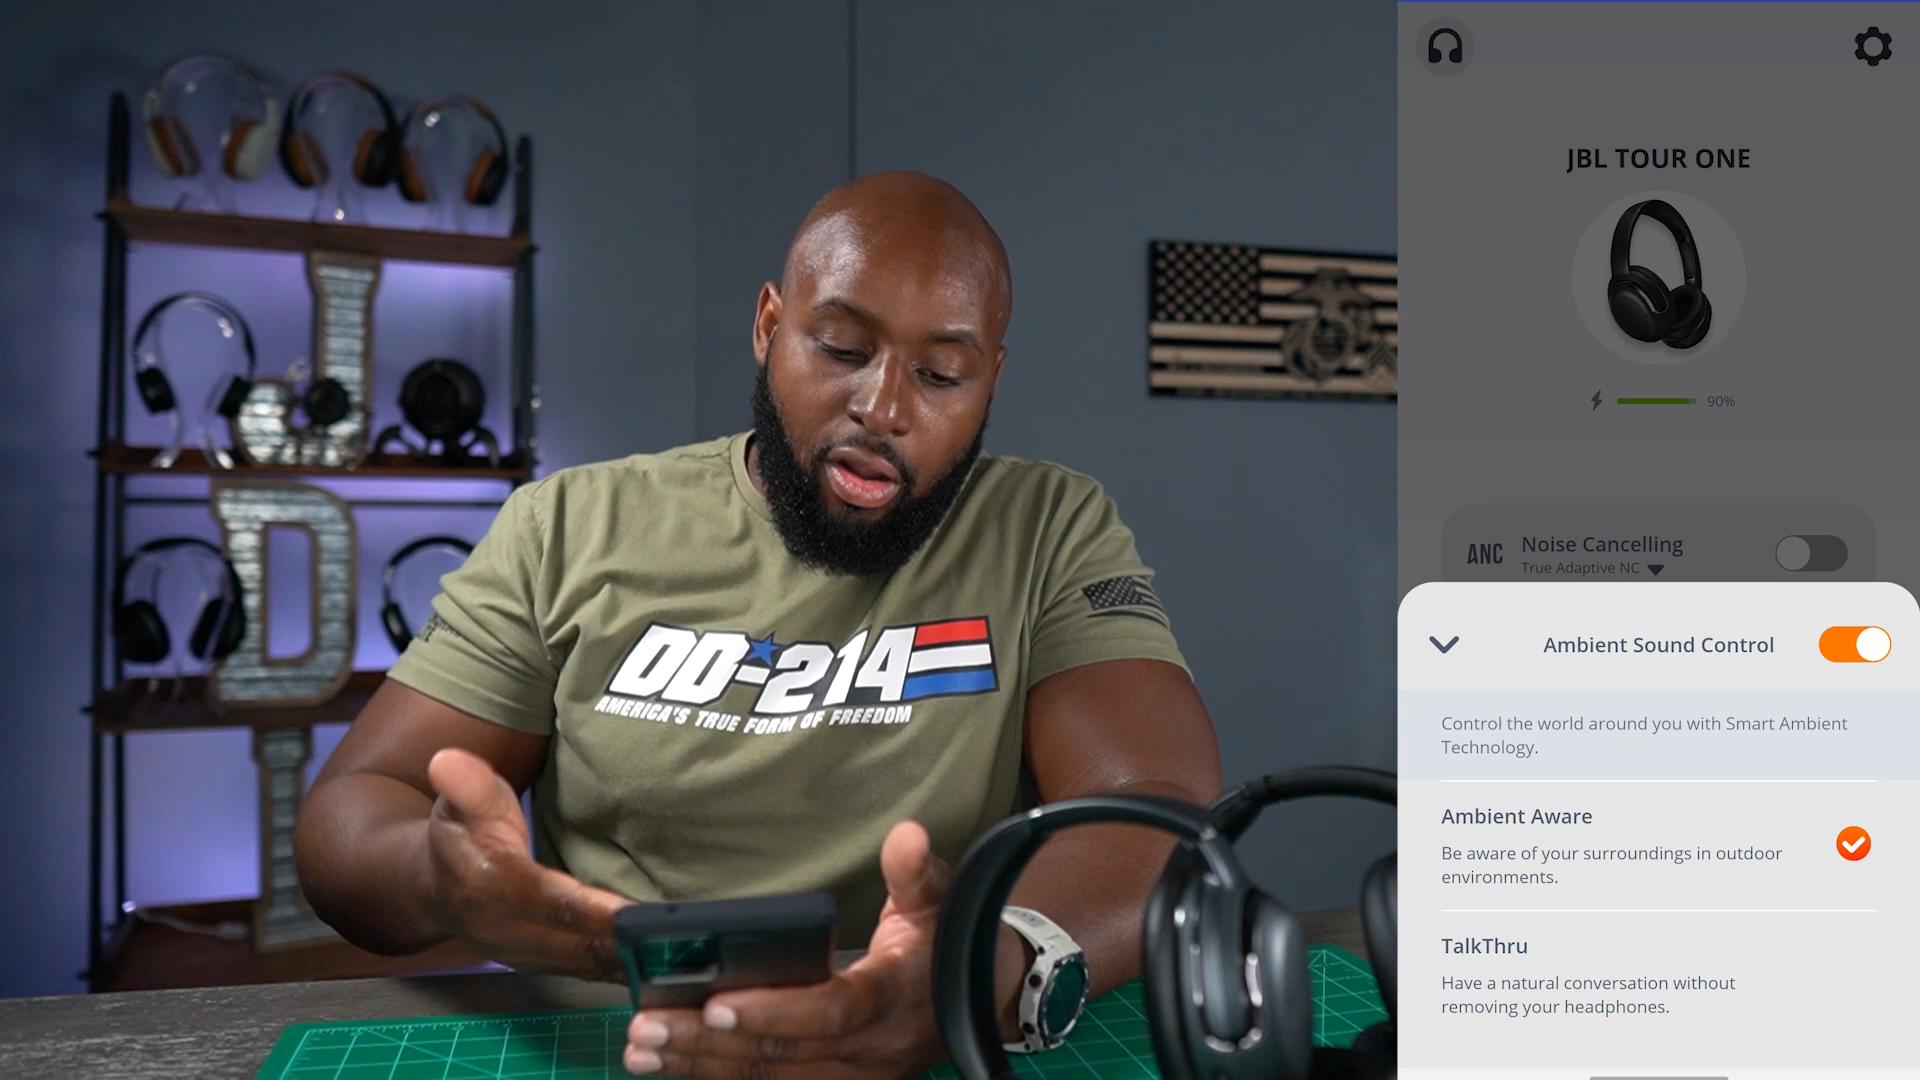 J
D
DD-214
AMERICA'S TRUE FORM OF FREEDOM
JBL TOUR ONE
90%
ANC
Noise Cancelling
True Adaptive NC
Ambient Sound Control
Control the world around you with Smart Ambient
Technology.
Ambient Aware
Be aware of your surroundings in outdoor
environments.
TalkThru
Have a natural conversation without
removing your headphones.